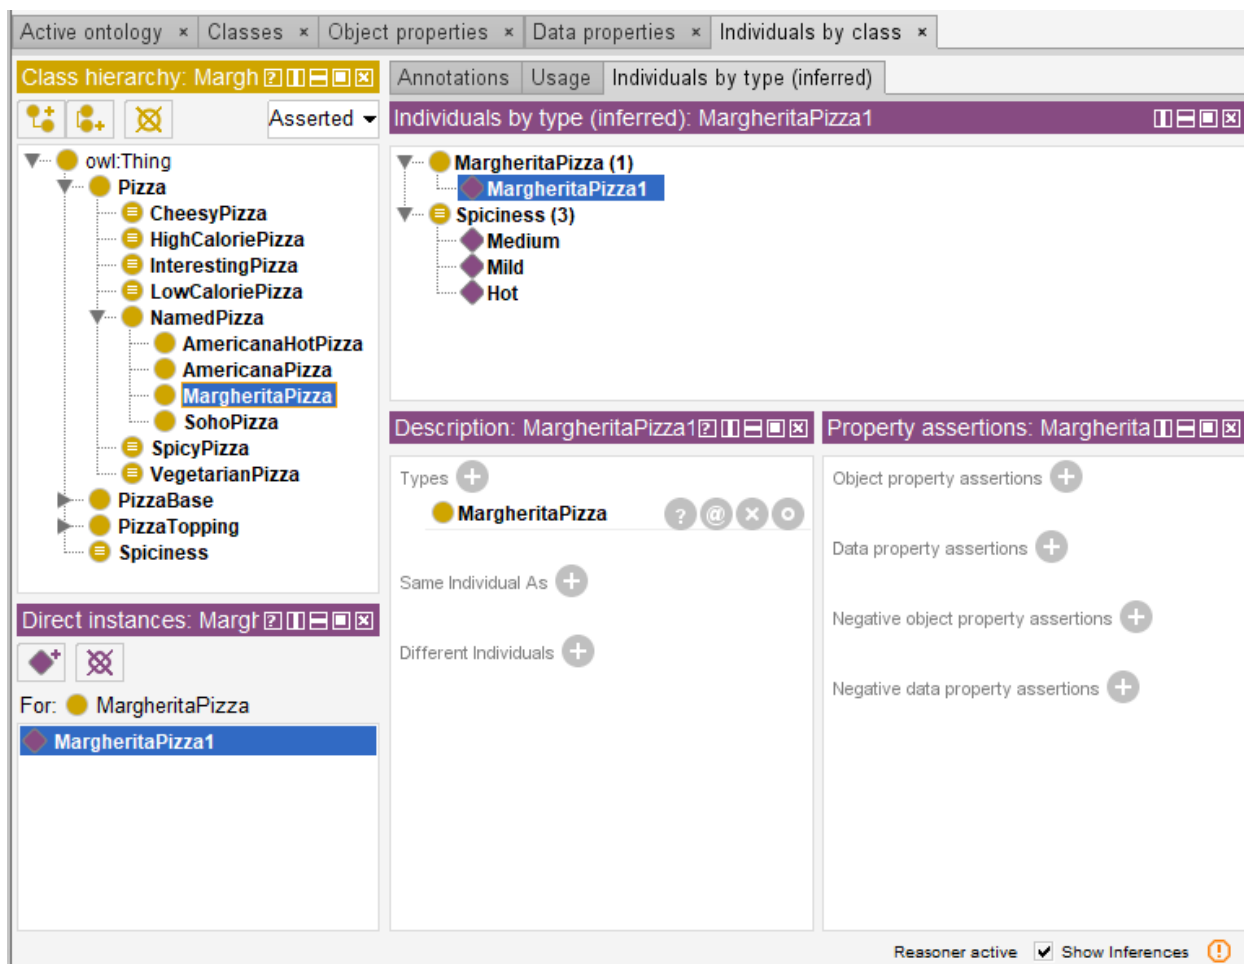 Active ontology × Classes × Object properties × Data properties × Individuals by class ×
Class hierarchy: Margh
Asserted
owl:Thing
Pizza
CheesyPizza
HighCaloriePizza
InterestingPizza
LowCaloriePizza
NamedPizza
AmericanaHotPizza
AmericanaPizza
MargheritaPizza
SohoPizza
SpicyPizza
VegetarianPizza
PizzaBase
PizzaTopping
Spiciness
Direct instances: Margh
For: MargheritaPizza
MargheritaPizza1
Annotations Usage Individuals by type (inferred)
Individuals by type (inferred): MargheritaPizza1
MargheritaPizza (1)
MargheritaPizza1
Spiciness (3)
Medium
Mild
Hot
Description: MargheritaPizza1
Types
MargheritaPizza
Same Individual As
Different Individuals
Property assertions: Margherita
Object property assertions
Data property assertions
Negative object property assertions
Negative data property assertions
Reasoner active Show Inferences